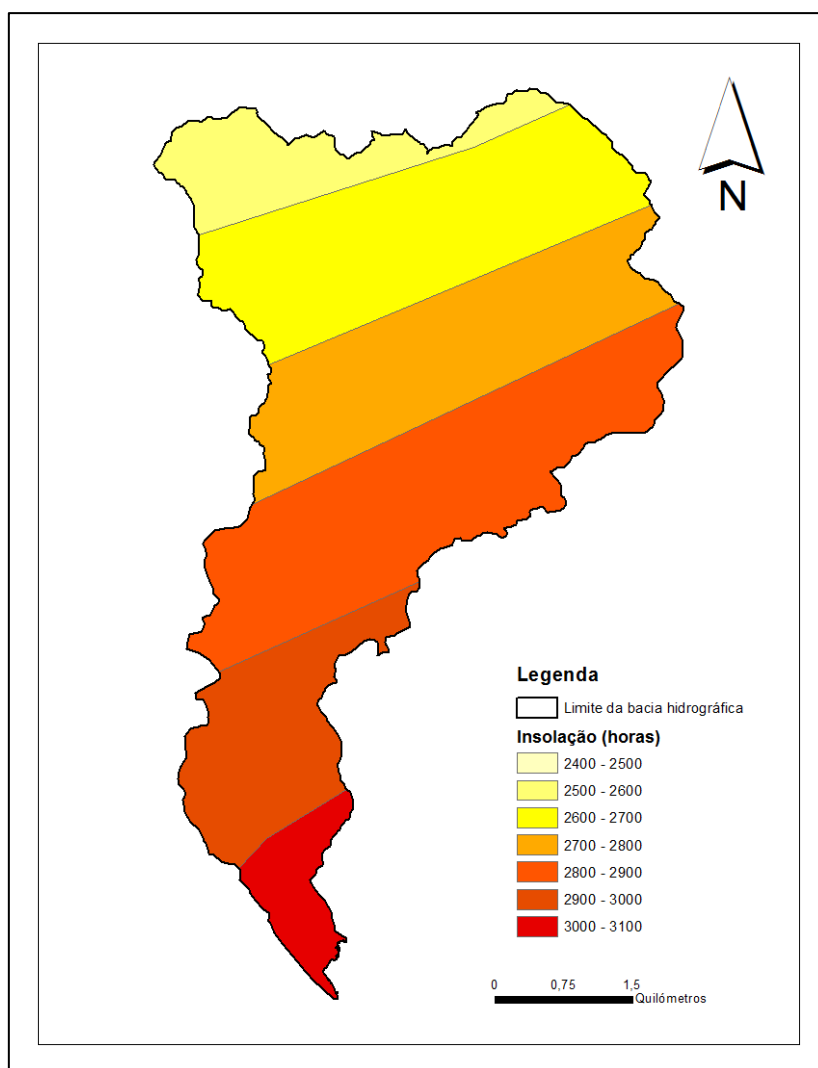 N
Legenda
Limite da bacia hidrográfica
Insolação (horas)
2400 - 2500
2500 - 2600
2600 - 2700
2700 - 2800
2800 - 2900
2900 - 3000
3000 - 3100
0 0,75 1,5
Quilómetros